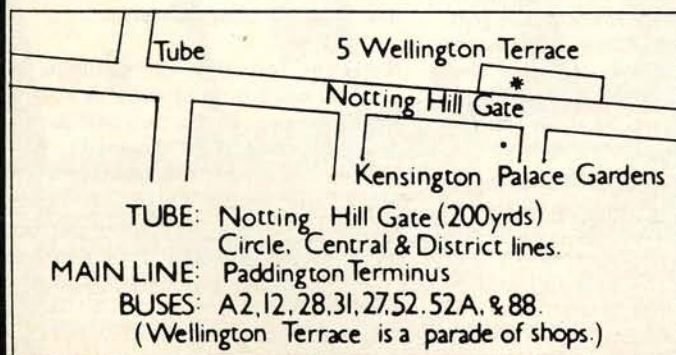 Tube
5 Wellington Terrace
*
Notting Hill Gate
Kensington Palace Gardens
TUBE: Notting Hill Gate (200yrds)
Circle. Central & District lines.
MAIN LINE: Paddington Terminus
BUSES: A2, 12, 28, 31, 27, 52. 52A, & 88.
(Wellington Terrace is a parade of shops.)